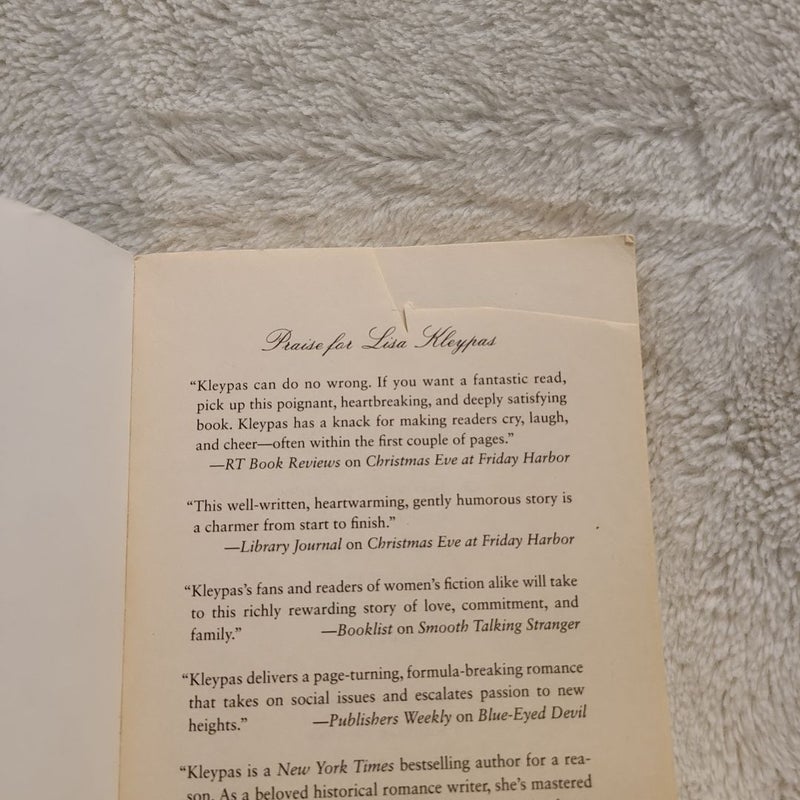 Praise for Lisa Kleypas
“Kleypas can do no wrong. If you want a fantastic read,
pick up this poignant, heartbreaking, and deeply satisfying
book. Kleypas has a knack for making readers cry, laugh,
and cheer—often within the first couple of pages.”
—RT Book Reviews on Christmas Eve at Friday Harbor
“This well-written, heartwarming, gently humorous story is
a charmer from start to finish.”
—Library Journal on Christmas Eve at Friday Harbor
“Kleypas’s fans and readers of women’s fiction alike will take
to this richly rewarding story of love, commitment, and
family.” —Booklist on Smooth Talking Stranger
“Kleypas delivers a page-turning, formula-breaking romance
that takes on social issues and escalates passion to new
heights.” —Publishers Weekly on Blue-Eyed Devil
“Kleypas is a New York Times bestselling author for a rea-
son. As a beloved historical romance writer, she’s mastered